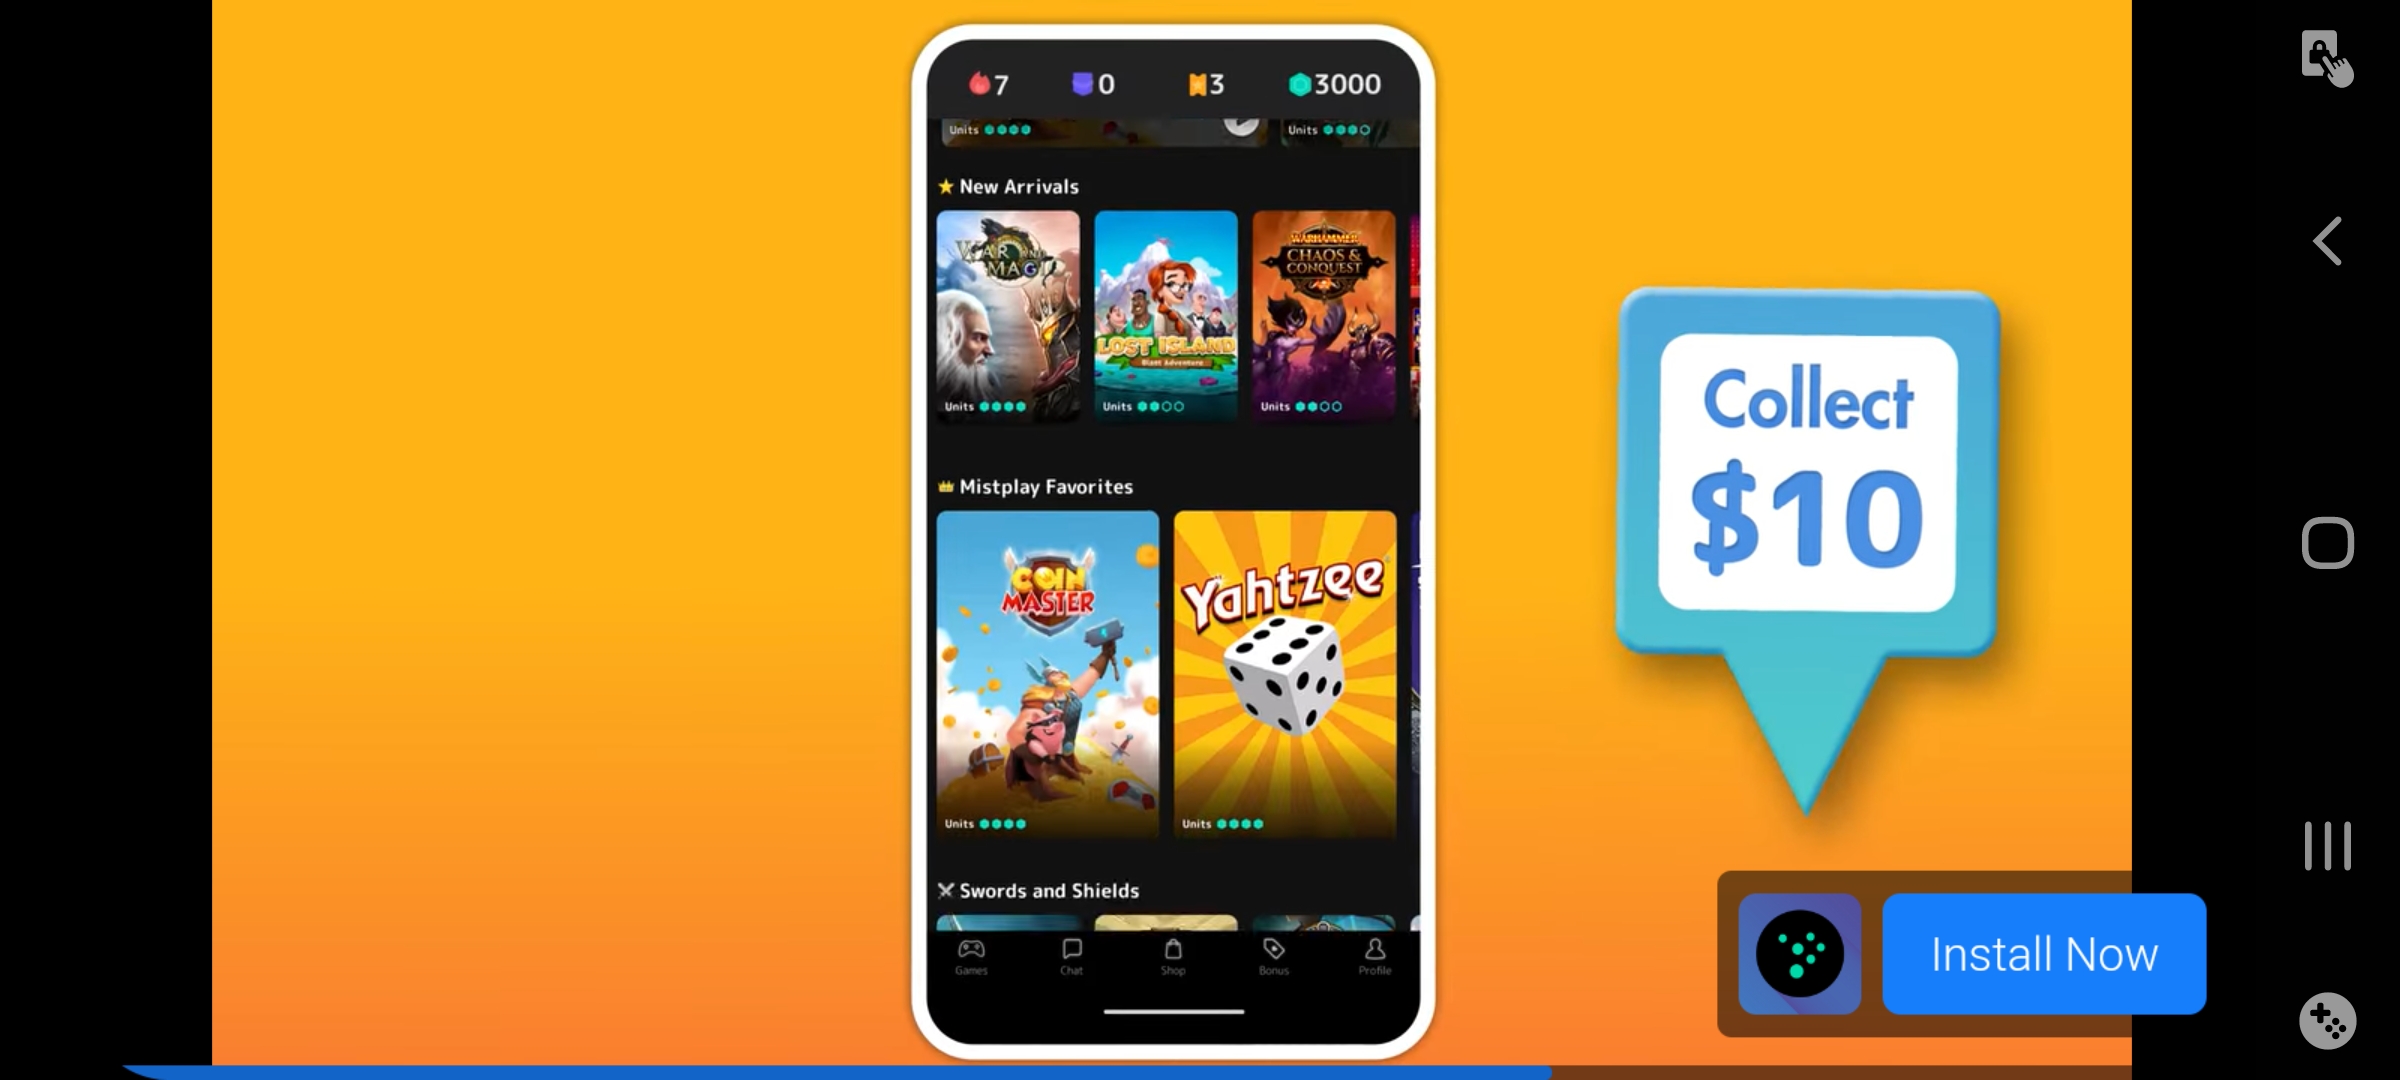 7 0 3 3000
Units Units
New Arrivals
WAR AND MAGIC
LOST ISLAND
Blast Adventure
WARHAMMER
CHAOS &
CONQUEST
Units Units Units
Mistplay Favorites
COIN
MASTER
Yahtzee
Units Units
Swords and Shields
Games Chat Shop Bonus Profile
Collect
$10
Install Now